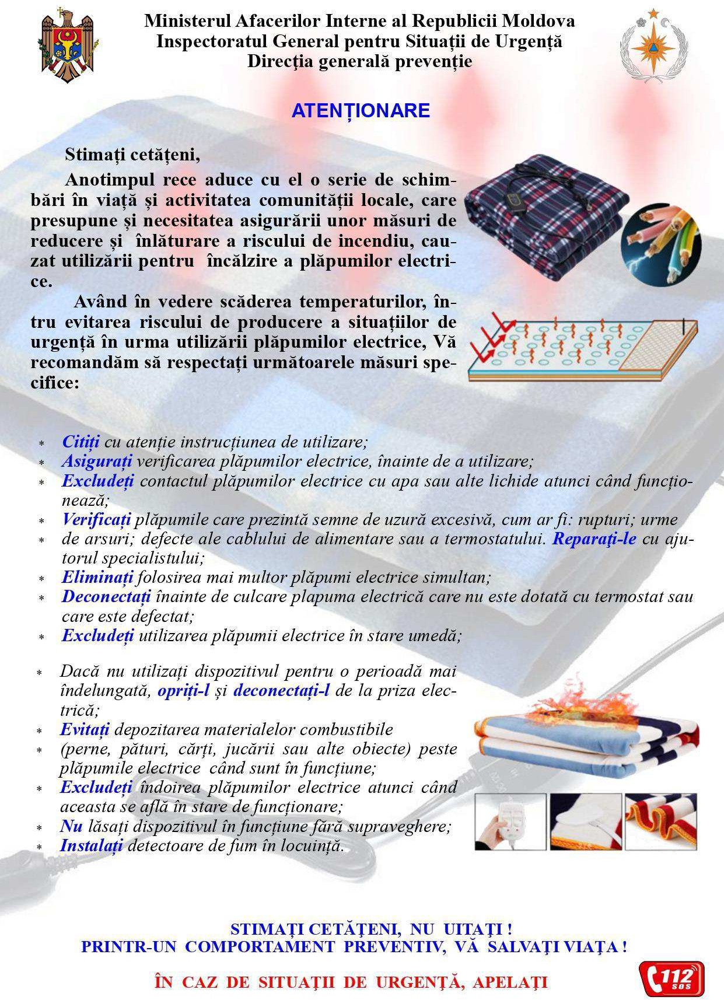 Ministerul Afacerilor Interne al Republicii Moldova
Inspectoratul General pentru Situații de Urgență
Direcţia generală prevenție
ATENȚIONARE
Stimați cetățeni,
Anotimpul rece aduce cu el o serie de schim-
bări în viață și activitatea comunității locale, care
presupune și necesitatea asigurării unor măsuri de
reducere și înlăturare a riscului de incendiu, cau-
zat utilizării pentru încălzire a plăpumilor electri-
ce.
Având în vedere scăderea temperaturilor, în-
tru evitarea riscului de producere a situațiilor de
urgență în urma utilizării plăpumilor electrice, Vă
recomandăm să respectați următoarele măsuri spe-
cifice:
* Citiți cu atenție instrucțiunea de utilizare;
* Asigurați verificarea plăpumilor electrice, înainte de a utilizare;
* Excludeți contactul plăpumilor electrice cu apa sau alte lichide atunci când funcțio-
nează;
* Verificați plăpumile care prezintă semne de uzură excesivă, cum ar fi: rupturi; urme
* de arsuri; defecte ale cablului de alimentare sau a termostatului. Reparaţi-le cu aju-
torul specialistului;
* Eliminați folosirea mai multor plăpumi electrice simultan;
* Deconectați înainte de culcare plapuma electrică care nu este dotată cu termostat sau
care este defectat;
* Excludeți utilizarea plăpumii electrice în stare umedă;
* Dacă nu utilizați dispozitivul pentru o perioadă mai
îndelungată, opriți-l și deconectați-l de la priza elec-
trică;
* Evitați depozitarea materialelor combustibile
* (perne, pături, cărți, jucării sau alte obiecte) peste
plăpumile electrice când sunt în funcțiune;
* Excludeți îndoirea plăpumilor electrice atunci când
aceasta se află în stare de funcționare;
* Nu lăsați dispozitivul în funcțiune fără supraveghere;
* Instalați detectoare de fum în locuință.
STIMAȚI CETĂŢENI, NU UITAŢI !
PRINTR-UN COMPORTAMENT PREVENTIV, VĂ SALVAŢI VIAŢA !
ÎN CAZ DE SITUAŢII DE URGENŢĂ, APELAŢI
112
SOS